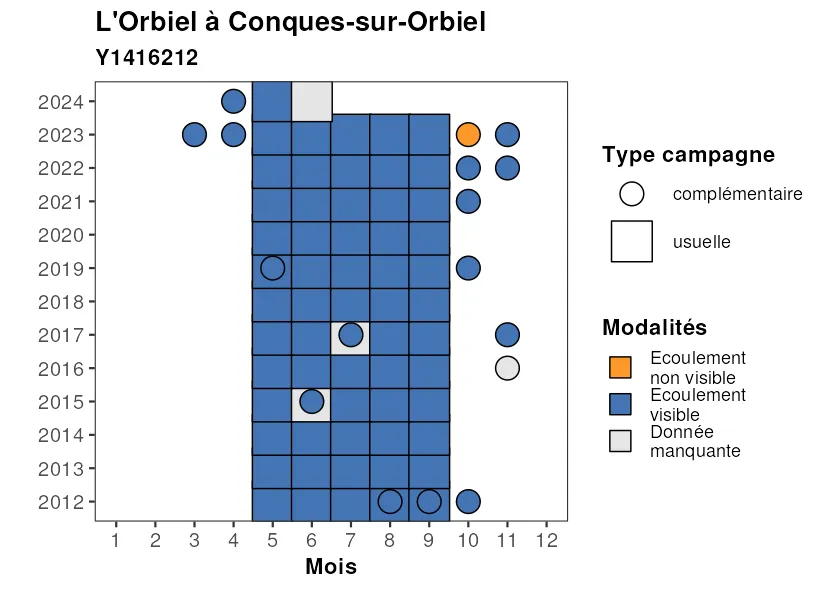 L'Orbiel à Conques-sur-Orbiel
Y1416212
2024
2023
2022
2021
2020
2019
2018
2017
2016
2015
2014
2013
2012
1 2 3 4 5 6 7 8 9 10 11 12
Mois
Type campagne
complémentaire
usuelle
Modalités
Ecoulement
non visible
Ecoulement
visible
Donnée
manquante